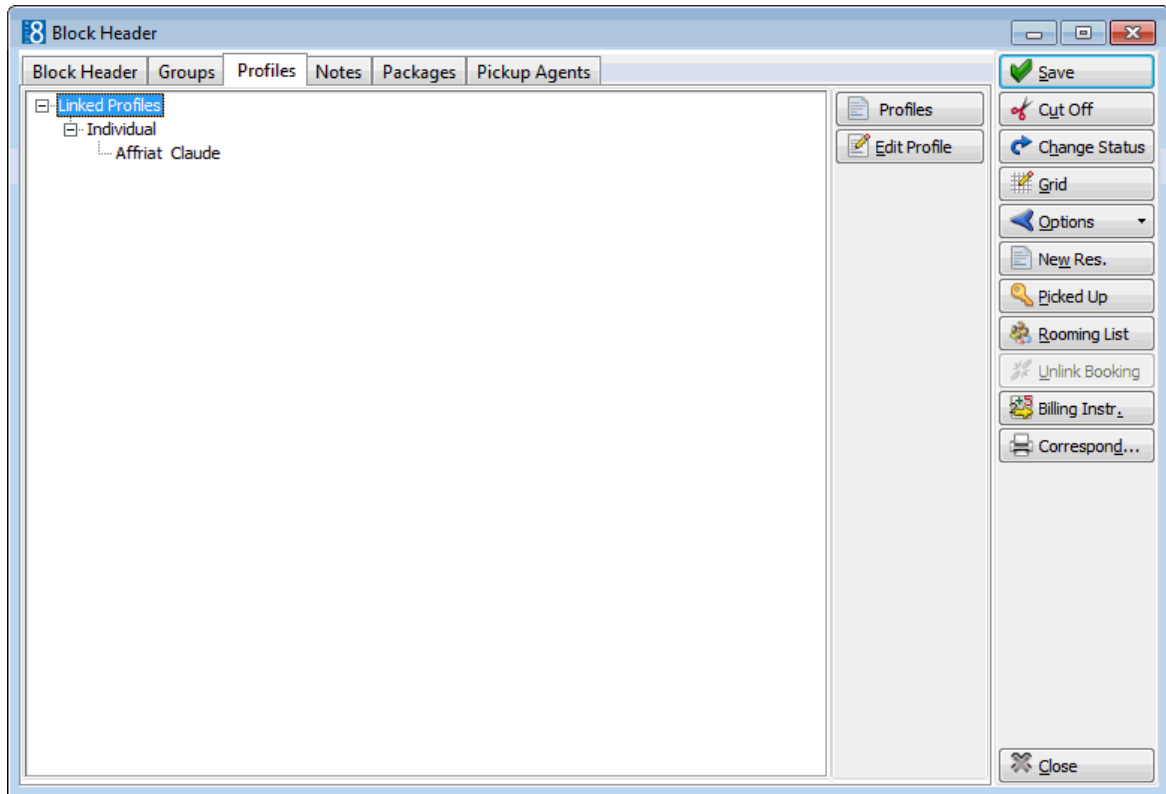 8 Block Header
Block Header Groups Profiles Notes Packages Pickup Agents
Linked Profiles
Individual
Affriat Claude
Profiles
Edit Profile
Save
Cut Off
Change Status
Grid
Options
New Res.
Picked Up
Rooming List
Unlink Booking
Billing Instr.
Correspond...
Close